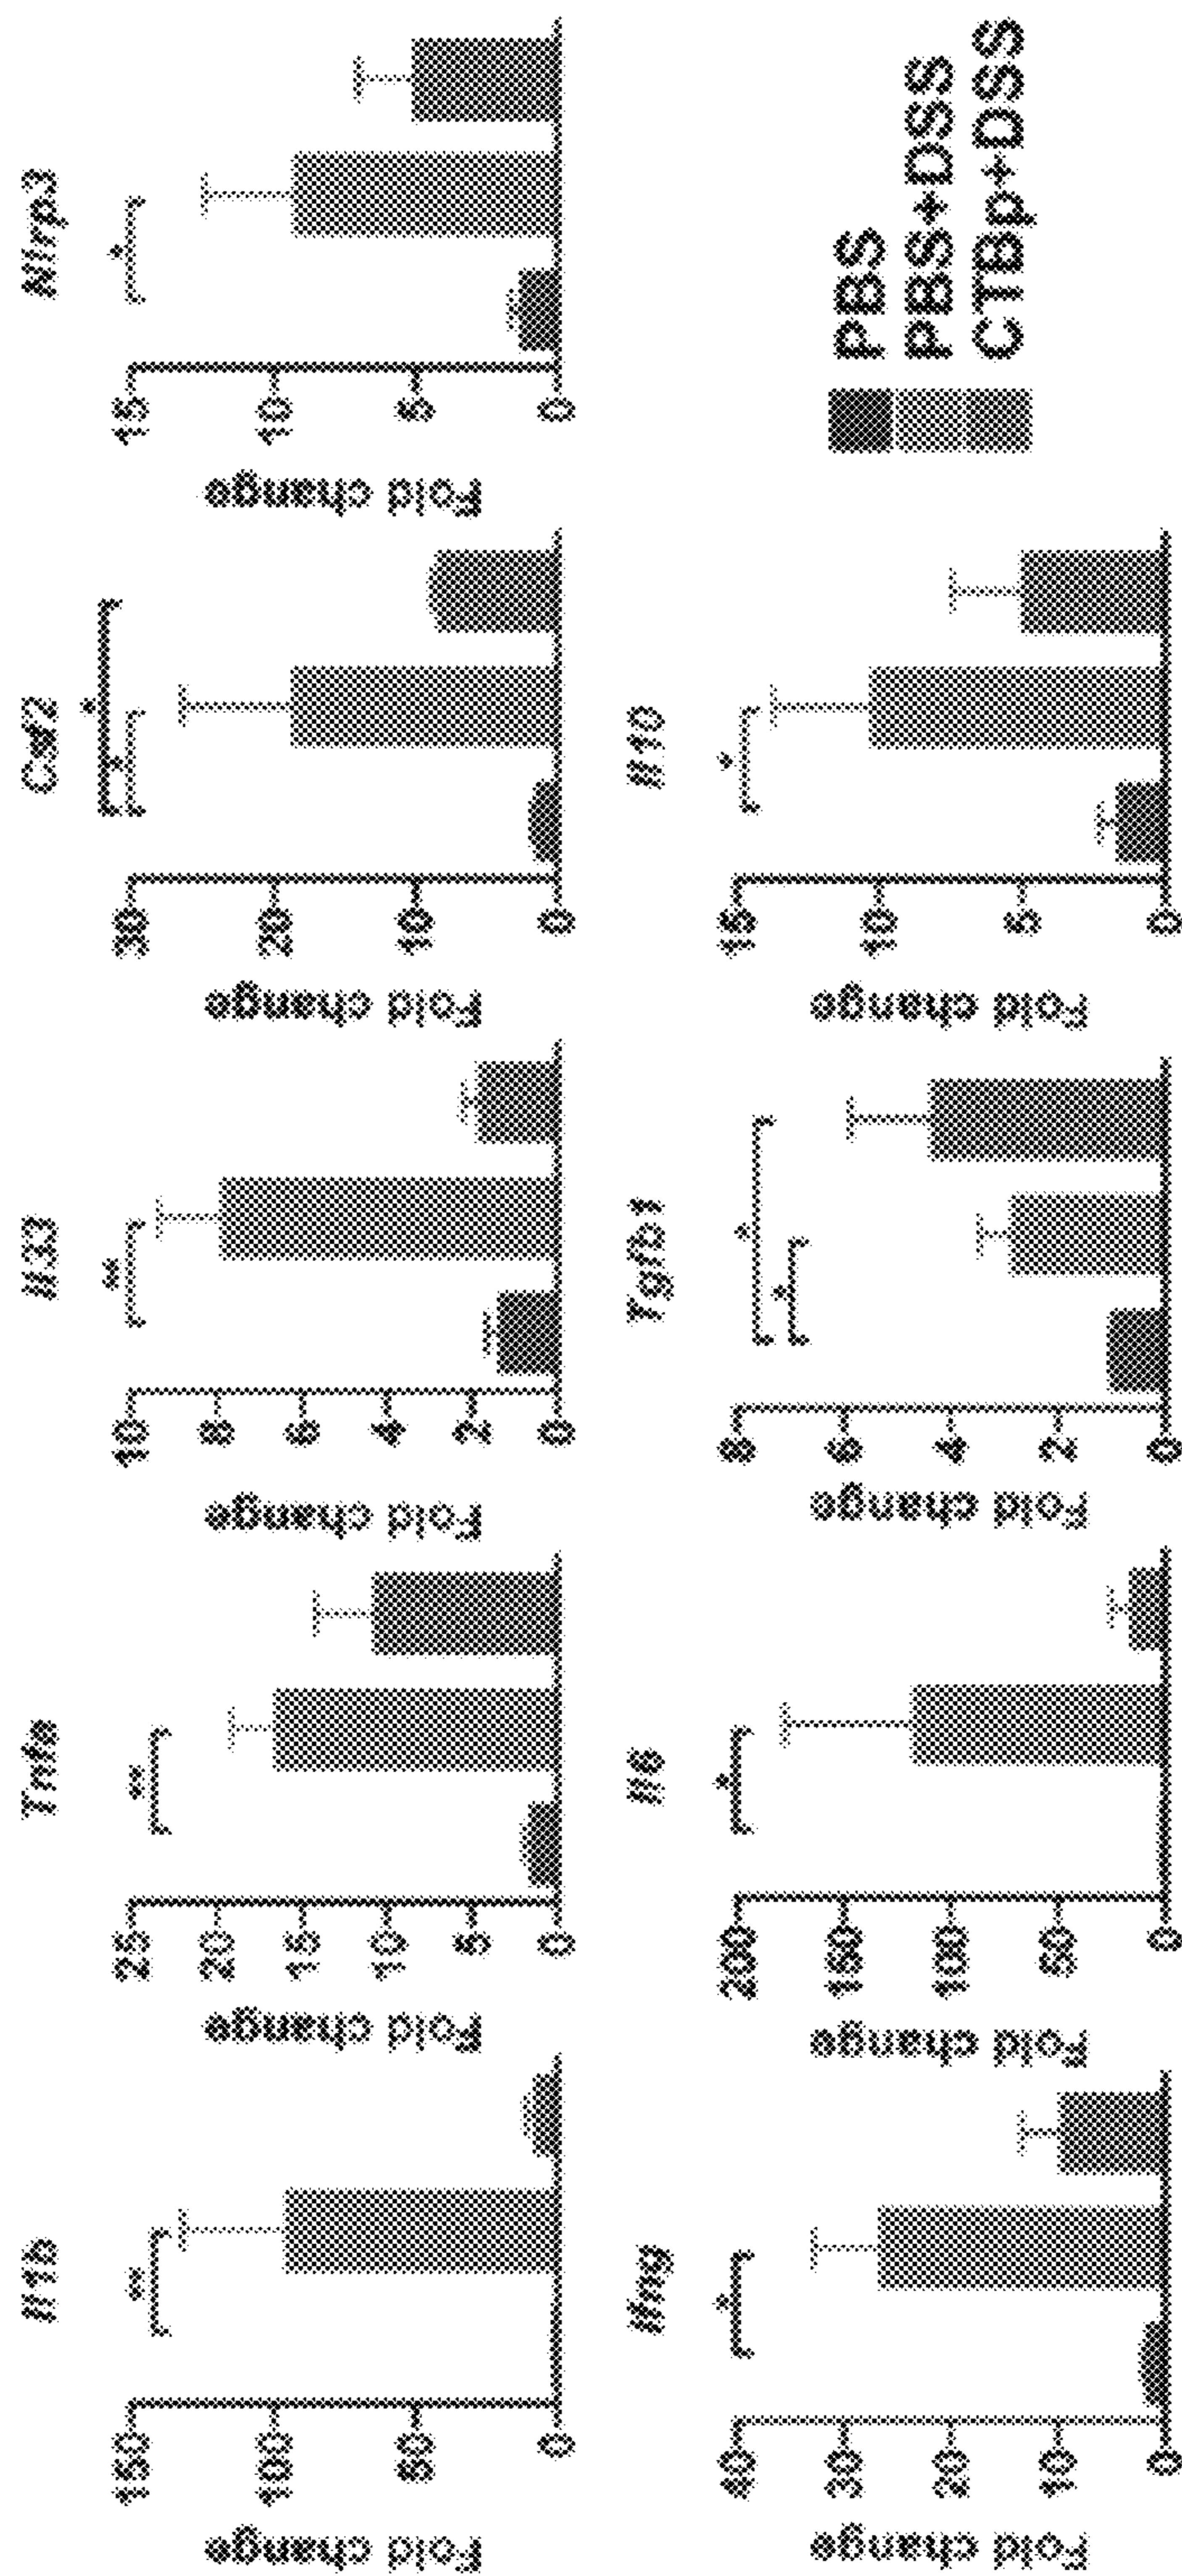 Il1b
Fold change
150
100
50
0
**
Tnfa
Fold change
25
20
15
10
5
0
**
Il33
Fold change
10
8
6
4
2
0
**
Csf2
Fold change
30
20
10
0
*
*
Nlrp3
Fold change
15
10
5
0
*
Ifng
Fold change
40
30
20
10
0
*
Il6
Fold change
200
150
100
50
0
*
Tgfb1
Fold change
8
6
4
2
0
*
*
Il10
Fold change
15
10
5
0
*
PBS
PBS+DSS
CTBp+DSS